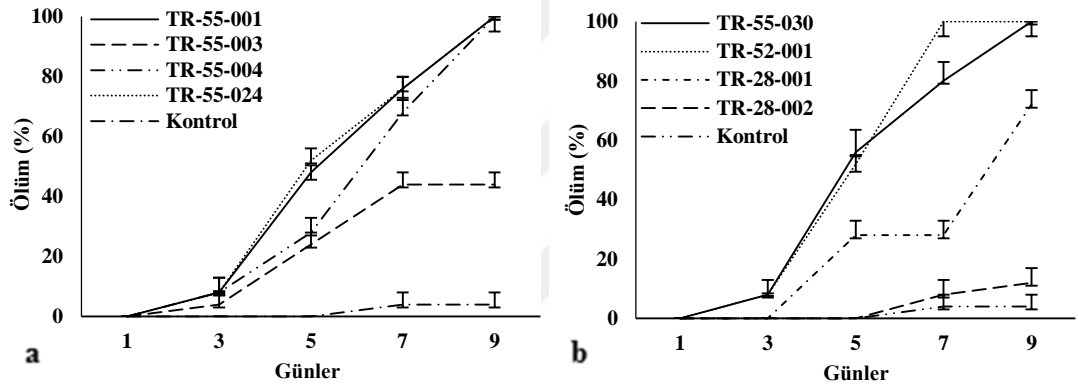 100
80
60
40
20
0
Ölüm (%)
TR-55-001
TR-55-003
TR-55-004
TR-55-024
Kontrol
1 3 5 7 9
Günler
a
100
80
60
40
20
0
Ölüm (%)
TR-55-030
TR-52-001
TR-28-001
TR-28-002
Kontrol
1 3 5 7 9
Günler
b